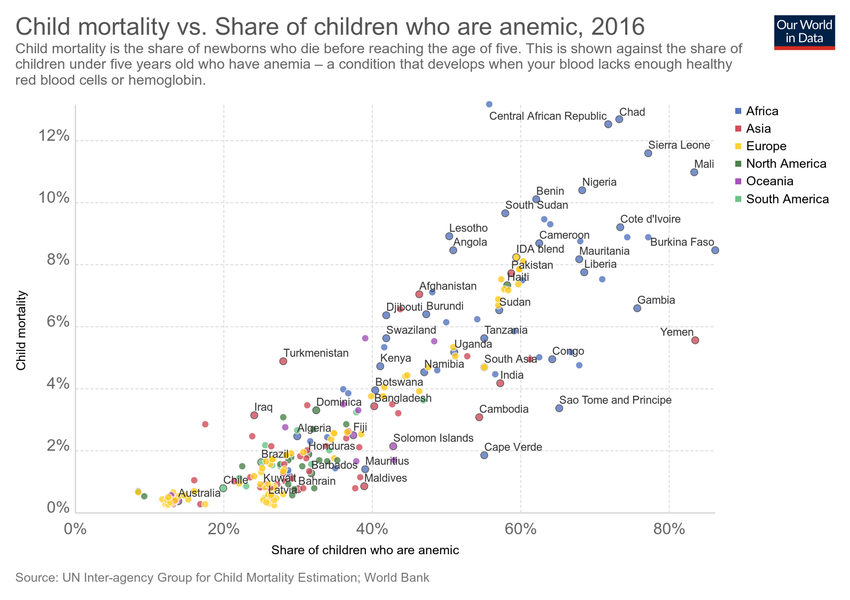 Child mortality vs. Share of children who are anemic, 2016
Our World
in Data
Child mortality is the share of newborns who die before reaching the age of five. This is shown against the share of
children under five years old who have anemia – a condition that develops when your blood lacks enough healthy
red blood cells or hemoglobin.
Africa
Asia
Europe
North America
Oceania
South America
12%
10%
8%
6%
4%
2%
0%
Child mortality
Central African Republic
Chad
Sierra Leone
Mali
Nigeria
Benin
South Sudan
Cote d'Ivoire
Lesotho
Cameroon
Angola
Burkina Faso
IDA blend
Mauritania
Pakistan
Liberia
Haiti
Afghanistan
Sudan
Gambia
Djibouti
Burundi
Swaziland
Tanzania
Yemen
Uganda
Turkmenistan
Kenya
South Asia
Congo
Namibia
India
Botswana
Bangladesh
Sao Tome and Principe
Iraq
Dominica
Cambodia
Algeria
Fiji
Solomon Islands
Honduras
Cape Verde
Brazil
Barbados
Mauritius
Chile
Kuwait
Bahrain
Maldives
Australia
Latvia
0%
20%
40%
60%
80%
Share of children who are anemic
Source: UN Inter-agency Group for Child Mortality Estimation; World Bank